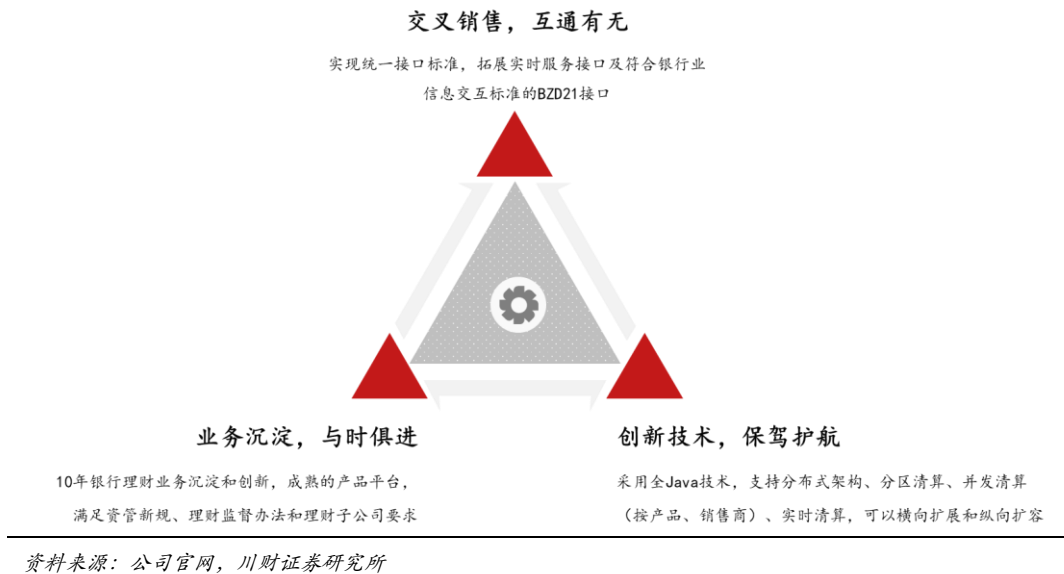 交叉销售，互通有无
实现统一接口标准，拓展实时服务接口及符合银行业
信息交互标准的BZD21接口
业务沉淀，与时俱进
10年银行理财业务沉淀和创新，成熟的产品平台，
满足资管新规、理财监督办法和理财子公司要求
创新技术，保驾护航
采用全Java技术，支持分布式架构、分区清算、并发清算
（按产品、销售商）、实时清算，可以横向扩展和纵向扩容
资料来源：公司官网，川财证券研究所